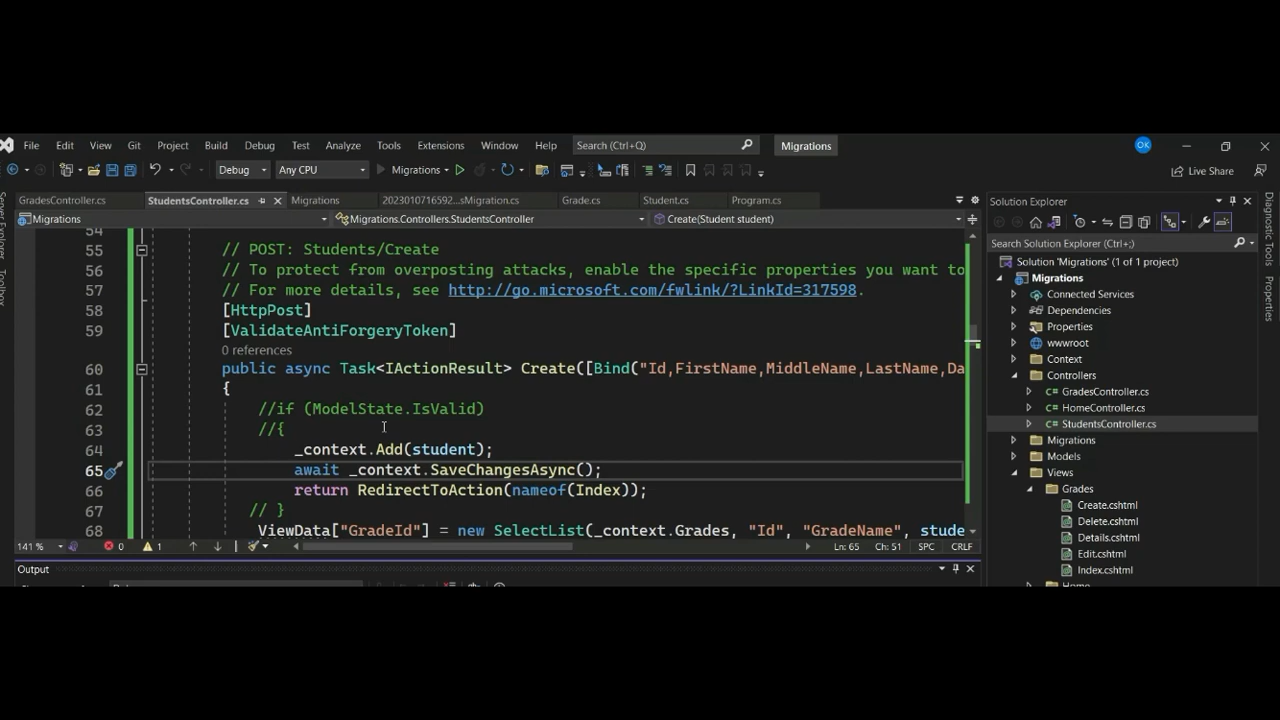 File Edit View Git Project Build Debug Test Analyze Tools Extensions Window Help Search (Ctrl+Q) Migrations OK
Debug Any CPU Migrations Live Share
GradesController.cs StudentsController.cs Migrations 2023010716592...sMigration.cs Grade.cs Student.cs Program.cs
Migrations Migrations.Controllers.StudentsController Create(Student student)
54
55 // POST: Students/Create
56 // To protect from overposting attacks, enable the specific properties you want to
57 // For more details, see http://go.microsoft.com/fwlink/?LinkId=317598.
58 [HttpPost]
59 [ValidateAntiForgeryToken]
0 references
60 public async Task<IActionResult> Create([Bind("Id,FirstName,MiddleName,LastName,Da
61 {
62 //if (ModelState.IsValid)
63 //{
64 _context.Add(student);
65 await _context.SaveChangesAsync();
66 return RedirectToAction(nameof(Index));
67 // }
68 ViewData["GradeId"] = new SelectList(_context.Grades, "Id", "GradeName", stude
141 % 0 1 Ln: 65 Ch: 51 SPC CRLF
Output
Server Explorer
Toolbox
Solution Explorer
Search Solution Explorer (Ctrl+;)
Solution 'Migrations' (1 of 1 project)
Migrations
Connected Services
Dependencies
Properties
wwwroot
Context
Controllers
GradesController.cs
HomeController.cs
StudentsController.cs
Migrations
Models
Views
Grades
Create.cshtml
Delete.cshtml
Details.cshtml
Edit.cshtml
Index.cshtml
Home
Diagnostic Tools
Properties